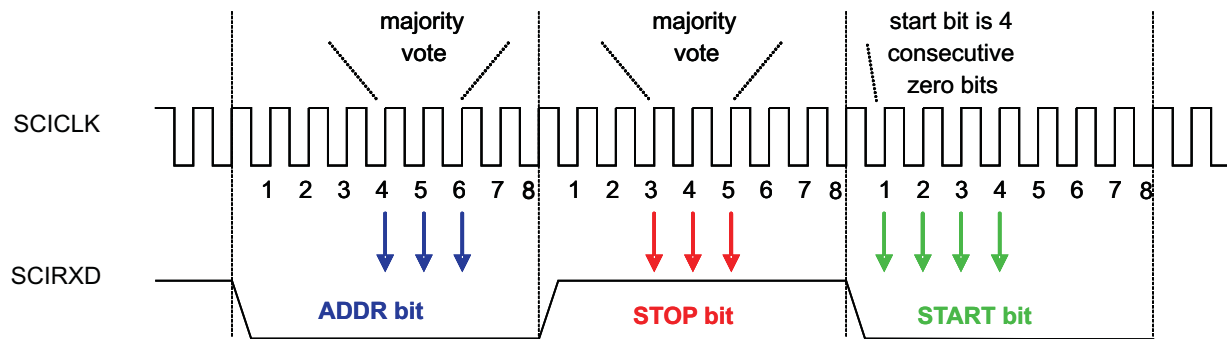 majority
vote
majority
vote
start bit is 4
consecutive
zero bits
SCICLK
1 2 3 4 5 6 7 8 1 2 3 4 5 6 7 8 1 2 3 4 5 6 7 8
SCIRXD
ADDR bit STOP bit START bit